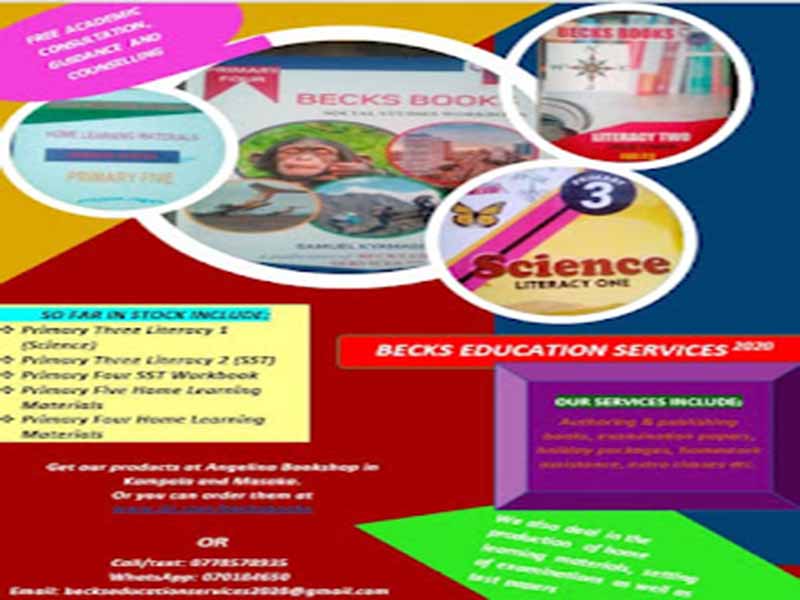 FREE ACADEMIC
CONSULTATION,
GUIDANCE AND
COUNSELLING
HOME LEARNING MATERIALS
PRIMARY FIVE
PRIMARY
FOUR
BECKS BOOK
SOCIAL STUDIES WORKBOOK
SAMUEL
BECKS BOOKS
LITERACY TWO
PRIMARY
3
Science
LITERACY ONE
SO FAR IN STOCK INCLUDE:
❖ Primary Three Literacy 1
(Science)
❖ Primary Three Literacy 2 (SST)
❖ Primary Four SST Workbook
❖ Primary Five Home Learning
Materials
❖ Primary Four Home Learning
Materials
BECKS EDUCATION SERVICES 2020
OUR SERVICES INCLUDE:
Authoring & publishing
books, examination papers,
holiday packages, homework
assistance, extra classes etc.
Get our products at Angelina Bookshop in
Kampala and Masaka.
Or you can order them at
OR
Call/text: 0778578935
WhatsApp: 070184650
Email: beckseducationservices2020@gmail.com
We also deal in the
production of home
learning materials, setting
of examinations as well as
test papers